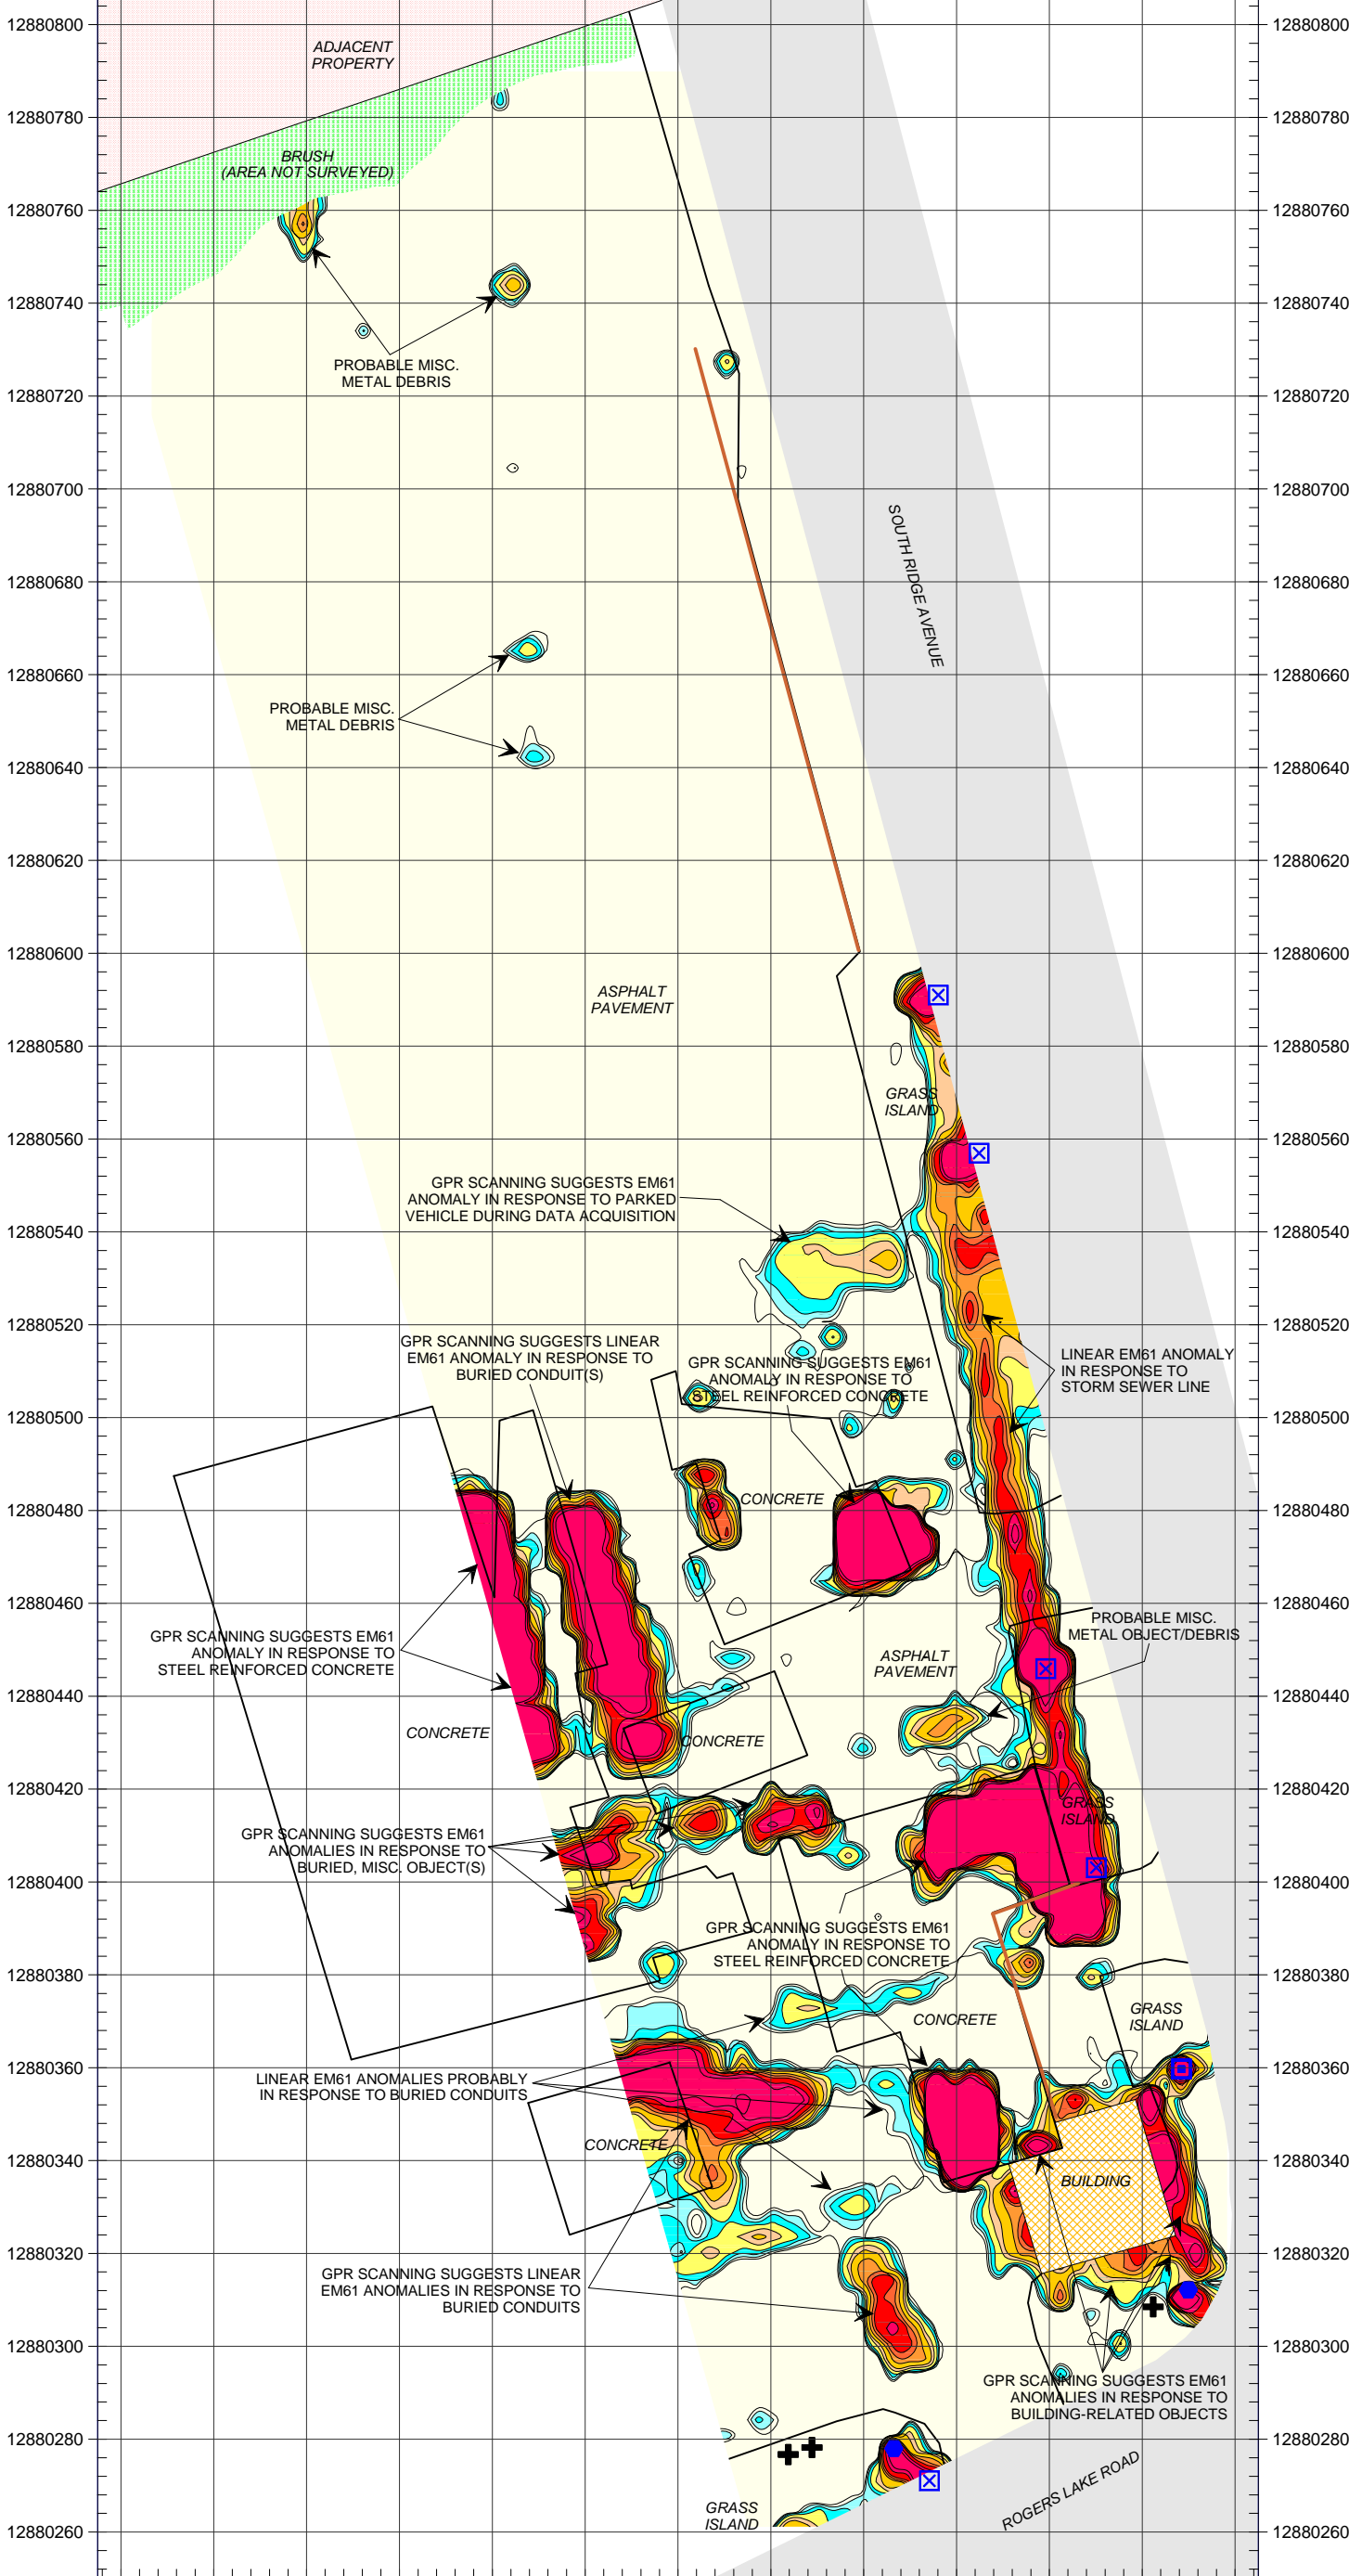 12880800
12880800
ADJACENT
PROPERTY
12880780
12880780
BRUSH
(AREA NOT SURVEYED)
12880760
12880760
12880740
12880740
PROBABLE MISC.
METAL DEBRIS
12880720
12880720
12880700
12880700
SOUTH RIDGE AVENUE
12880680
12880680
12880660
12880660
PROBABLE MISC.
METAL DEBRIS
12880640
12880640
12880620
12880620
12880600
12880600
ASPHALT
PAVEMENT
12880580
12880580
GRASS
ISLAND
12880560
12880560
GPR SCANNING SUGGESTS EM61
ANOMALY IN RESPONSE TO PARKED
VEHICLE DURING DATA ACQUISITION
12880540
12880540
12880520
12880520
GPR SCANNING SUGGESTS LINEAR
EM61 ANOMALY IN RESPONSE TO
BURIED CONDUIT(S)
GPR SCANNING SUGGESTS EM61
ANOMALY IN RESPONSE TO
STEEL REINFORCED CONCRETE
LINEAR EM61 ANOMALY
IN RESPONSE TO
STORM SEWER LINE
12880500
12880500
CONCRETE
12880480
12880480
12880460
12880460
PROBABLE MISC.
METAL OBJECT/DEBRIS
GPR SCANNING SUGGESTS EM61
ANOMALY IN RESPONSE TO
STEEL REINFORCED CONCRETE
ASPHALT
PAVEMENT
12880440
12880440
CONCRETE
CONCRETE
12880420
12880420
GRASS
ISLAND
GPR SCANNING SUGGESTS EM61
ANOMALIES IN RESPONSE TO
BURIED, MISC. OBJECT(S)
12880400
12880400
GPR SCANNING SUGGESTS EM61
ANOMALY IN RESPONSE TO
STEEL REINFORCED CONCRETE
12880380
12880380
CONCRETE
GRASS
ISLAND
12880360
12880360
LINEAR EM61 ANOMALIES PROBABLY
IN RESPONSE TO BURIED CONDUITS
CONCRETE
12880340
12880340
BUILDING
12880320
12880320
GPR SCANNING SUGGESTS LINEAR
EM61 ANOMALIES IN RESPONSE TO
BURIED CONDUITS
12880300
12880300
GPR SCANNING SUGGESTS EM61
ANOMALIES IN RESPONSE TO
BUILDING-RELATED OBJECTS
12880280
12880280
ROGERS LAKE ROAD
GRASS
ISLAND
12880260
12880260